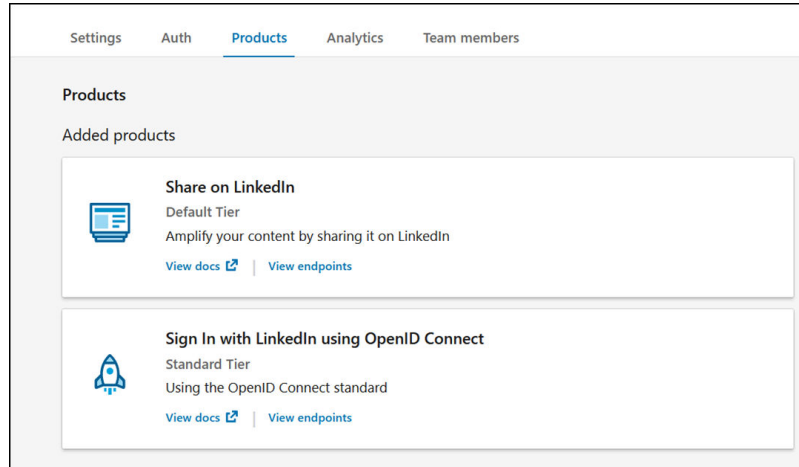 Settings Auth Products Analytics Team members
Products
Added products
Share on LinkedIn
Default Tier
Amplify your content by sharing it on LinkedIn
View docs | View endpoints
Sign In with LinkedIn using OpenID Connect
Standard Tier
Using the OpenID Connect standard
View docs | View endpoints